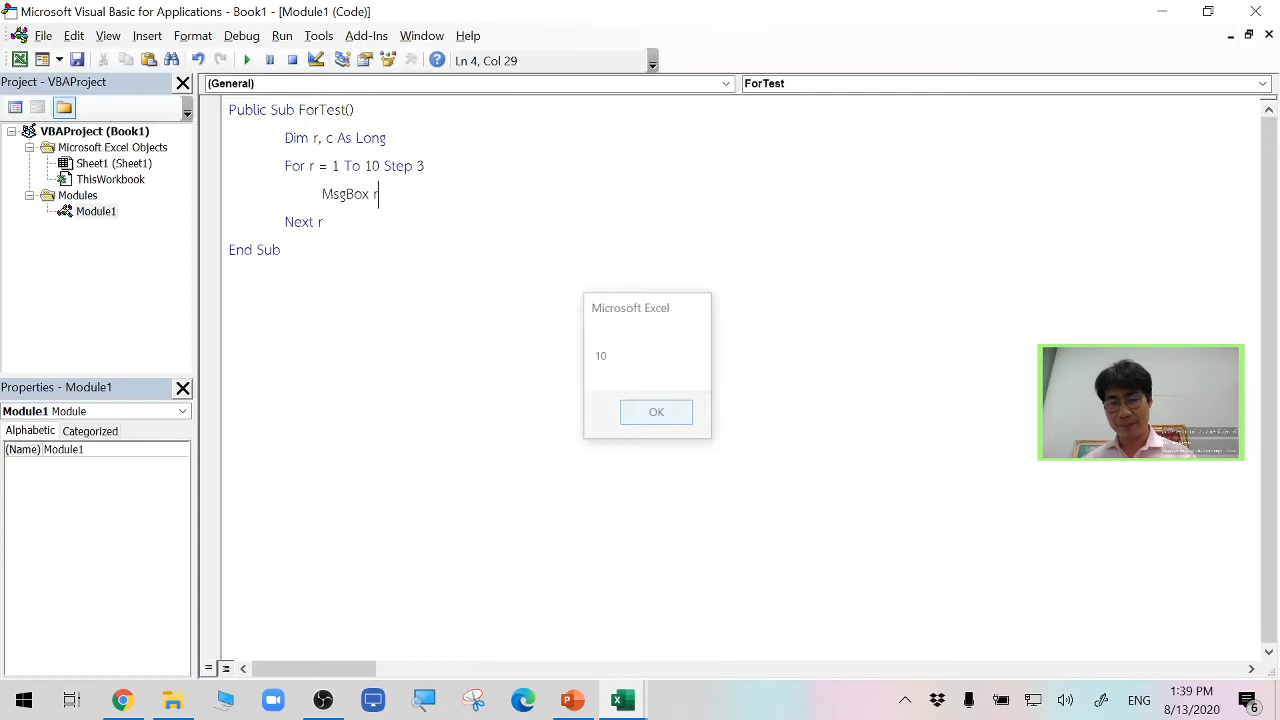 Microsoft Visual Basic for Applications - Book1 - [Module1 (Code)]
File Edit View Insert Format Debug Run Tools Add-Ins Window Help
Ln 4, Col 29
Project - VBAProject
(General)
ForTest
VBAProject (Book1)
Microsoft Excel Objects
Sheet1 (Sheet1)
ThisWorkbook
Modules
Module1
Public Sub ForTest()
Dim r, c As Long
For r = 1 To 10 Step 3
MsgBox r
Next r
End Sub
Microsoft Excel
10
OK
Properties - Module1
Module1 Module
Alphabetic Categorized
(Name) Module1
ENG
1:39 PM
8/13/2020
6